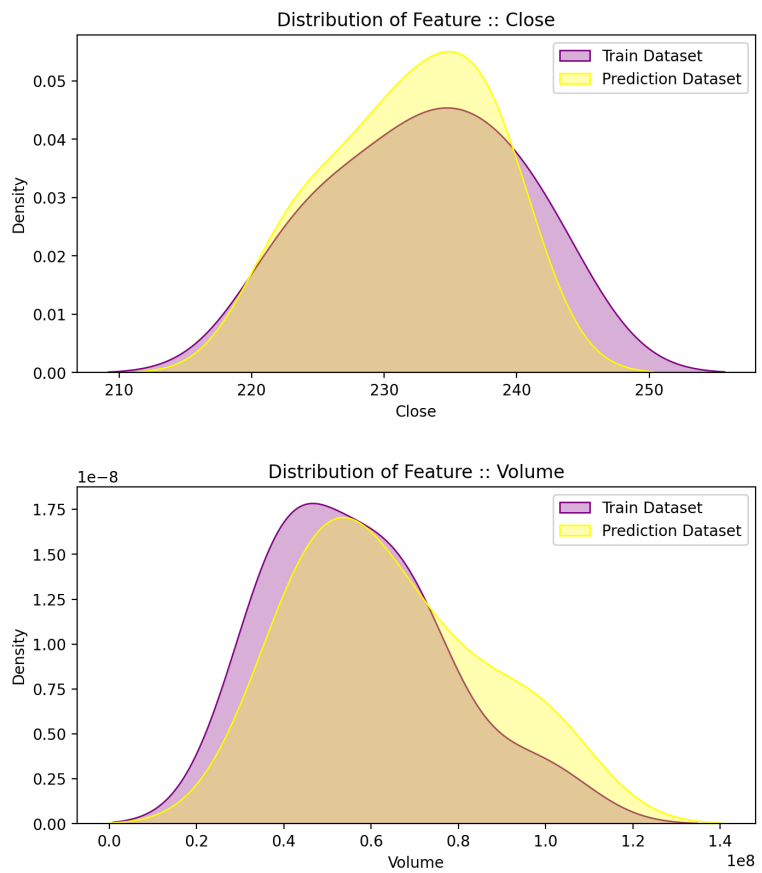 Distribution of Feature :: Close
Train Dataset
Prediction Dataset
0.05
0.04
0.03
0.02
0.01
0.00
Density
210 220 230 240 250
Close
Distribution of Feature :: Volume
1e−8
Train Dataset
Prediction Dataset
1.75
1.50
1.25
1.00
0.75
0.50
0.25
0.00
Density
0.0 0.2 0.4 0.6 0.8 1.0 1.2 1.4
1e8
Volume